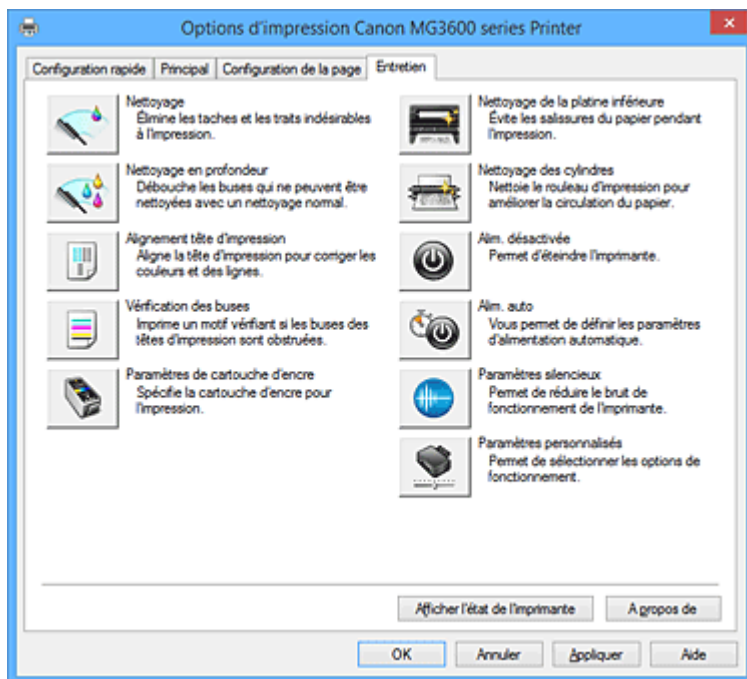 Options d'impression Canon MG3600 series Printer
Configuration rapide
Principal
Configuration de la page
Entretien
Nettoyage
Élimine les taches et les traits indésirables
à l'impression.
Nettoyage en profondeur
Débouche les buses qui ne peuvent être
nettoyées avec un nettoyage normal.
Alignement tête d'impression
Aligne la tête d'impression pour corriger les
couleurs et des lignes.
Vérification des buses
Imprime un motif vérifiant si les buses des
têtes d'impression sont obstruées.
Paramètres de cartouche d'encre
Spécifie la cartouche d'encre pour
l'impression.
Nettoyage de la platine inférieure
Évite les salissures du papier pendant
l'impression.
Nettoyage des cylindres
Nettoie le rouleau d'impression pour
améliorer la circulation du papier.
Alim. désactivée
Permet d'éteindre l'imprimante.
Alim. auto
Vous permet de définir les paramètres
d'alimentation automatique.
Paramètres silencieux
Permet de réduire le bruit de
fonctionnement de l'imprimante.
Paramètres personnalisés
Permet de sélectionner les options de
fonctionnement.
Afficher l'état de l'imprimante
A propos de
OK
Annuler
Appliquer
Aide